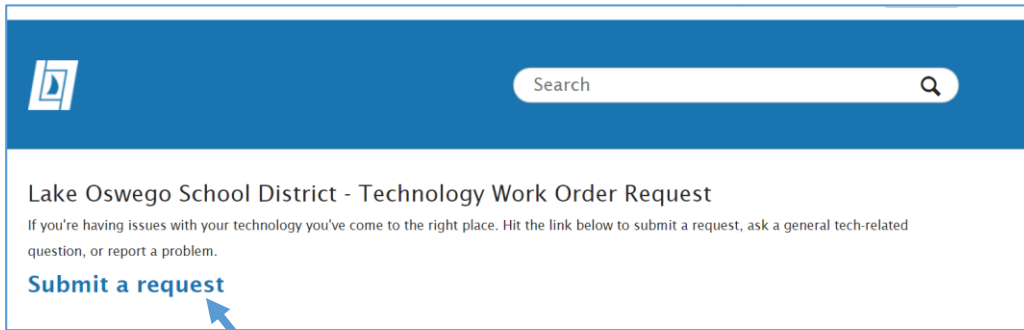 Search
Lake Oswego School District - Technology Work Order Request
If you're having issues with your technology you've come to the right place. Hit the link below to submit a request, ask a general tech-related
question, or report a problem.
Submit a request